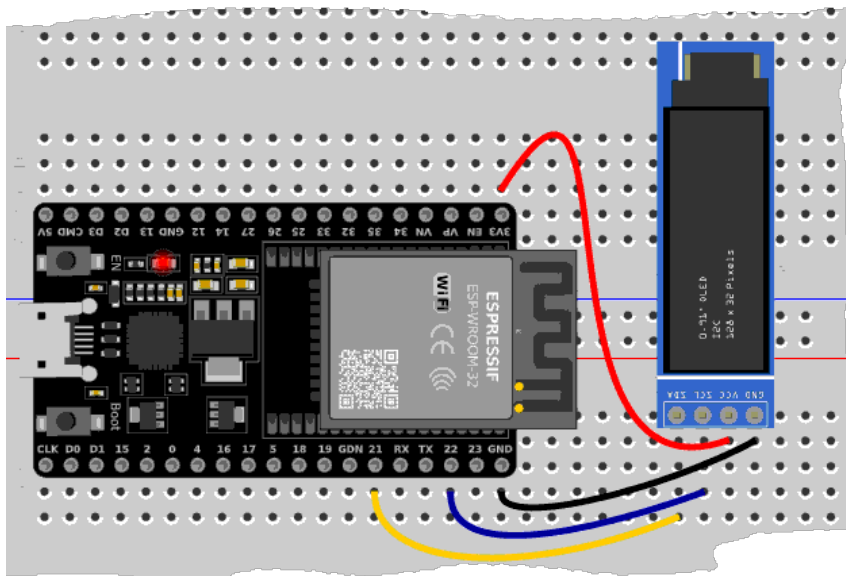 5V CMD D3 D2 13 GND 12 14 27 26 25 33 32 35 34 VN VP EN 3V3
EN
WiFi
ESPRESSIF
ESP-WROOM-32
CE
0.91" OLED
I2C
128 x 32 Pixels
SDA SCL VCC GND
Boot
CLK D0 D1 15 2 0 4 16 17 5 18 19 GDN 21 RX TX 22 23 GND